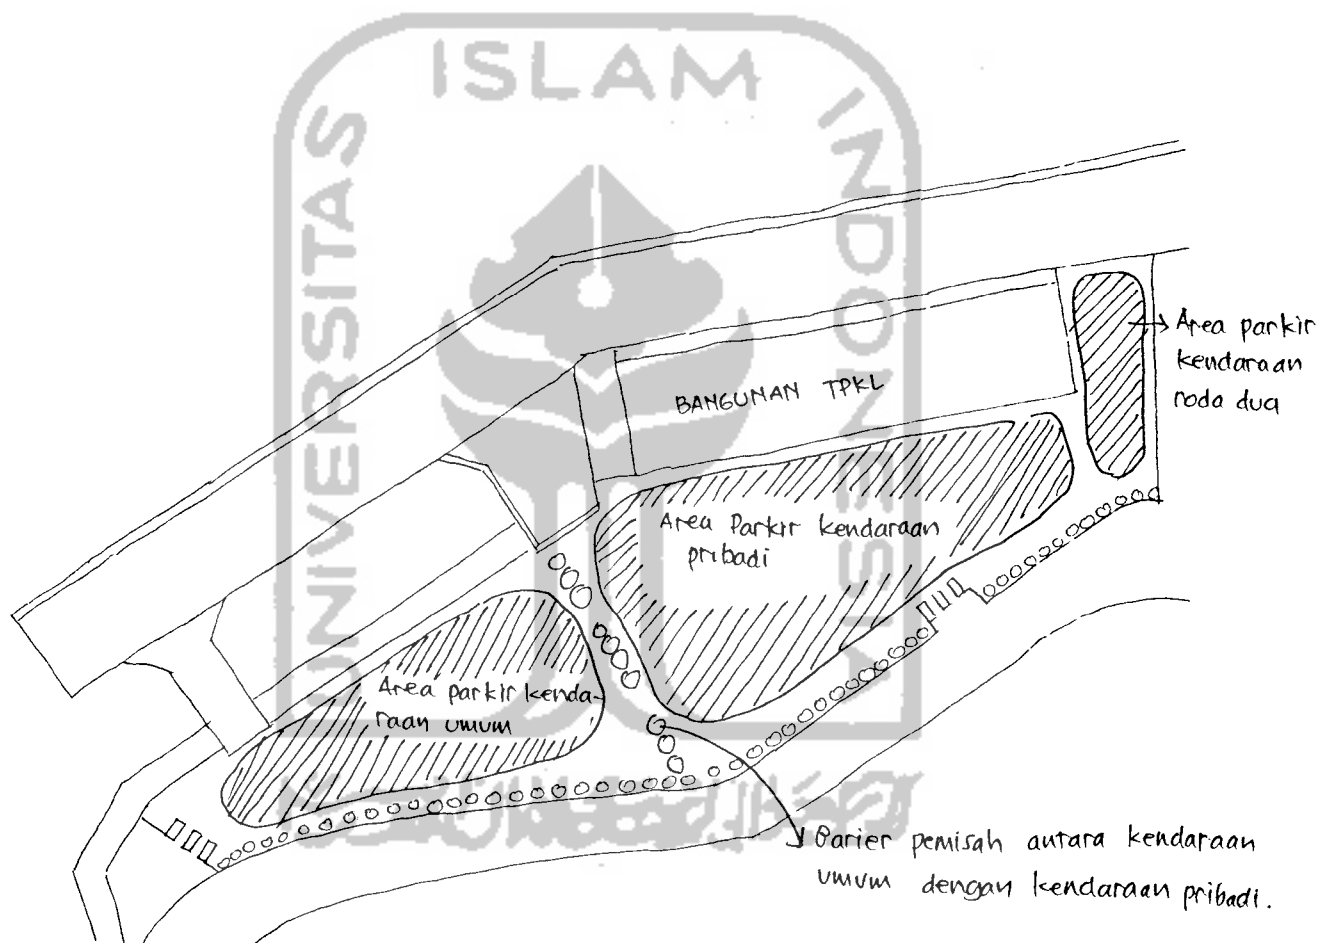 ISLAM
UNIVERSITAS
INDONESIA
Area parkir
kendaraan
roda dua
BANGUNAN TPKL
Area Parkir kendaraan
pribadi
Area parkir kenda-
raan umum
Barier pemisah antara kendaraan
umum dengan kendaraan pribadi.